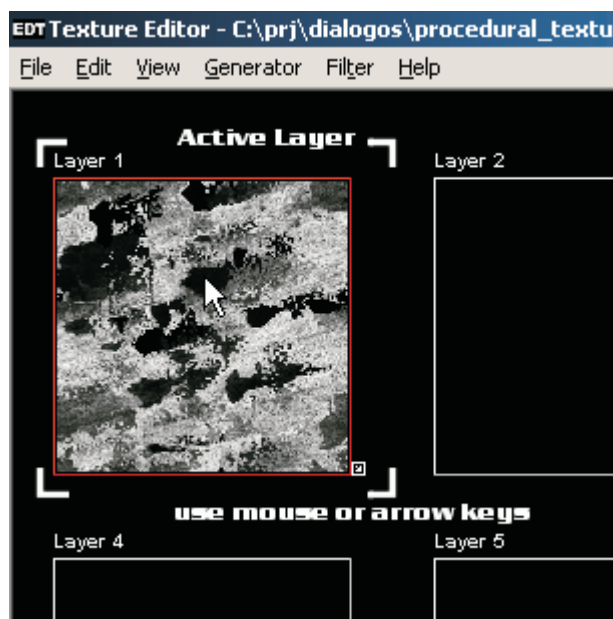 EDT Texture Editor - C:\prj\dialogos\procedural_textu
File Edit View Generator Filter Help
Active Layer
Layer 1
Layer 2
use mouse or arrow keys
Layer 4
Layer 5